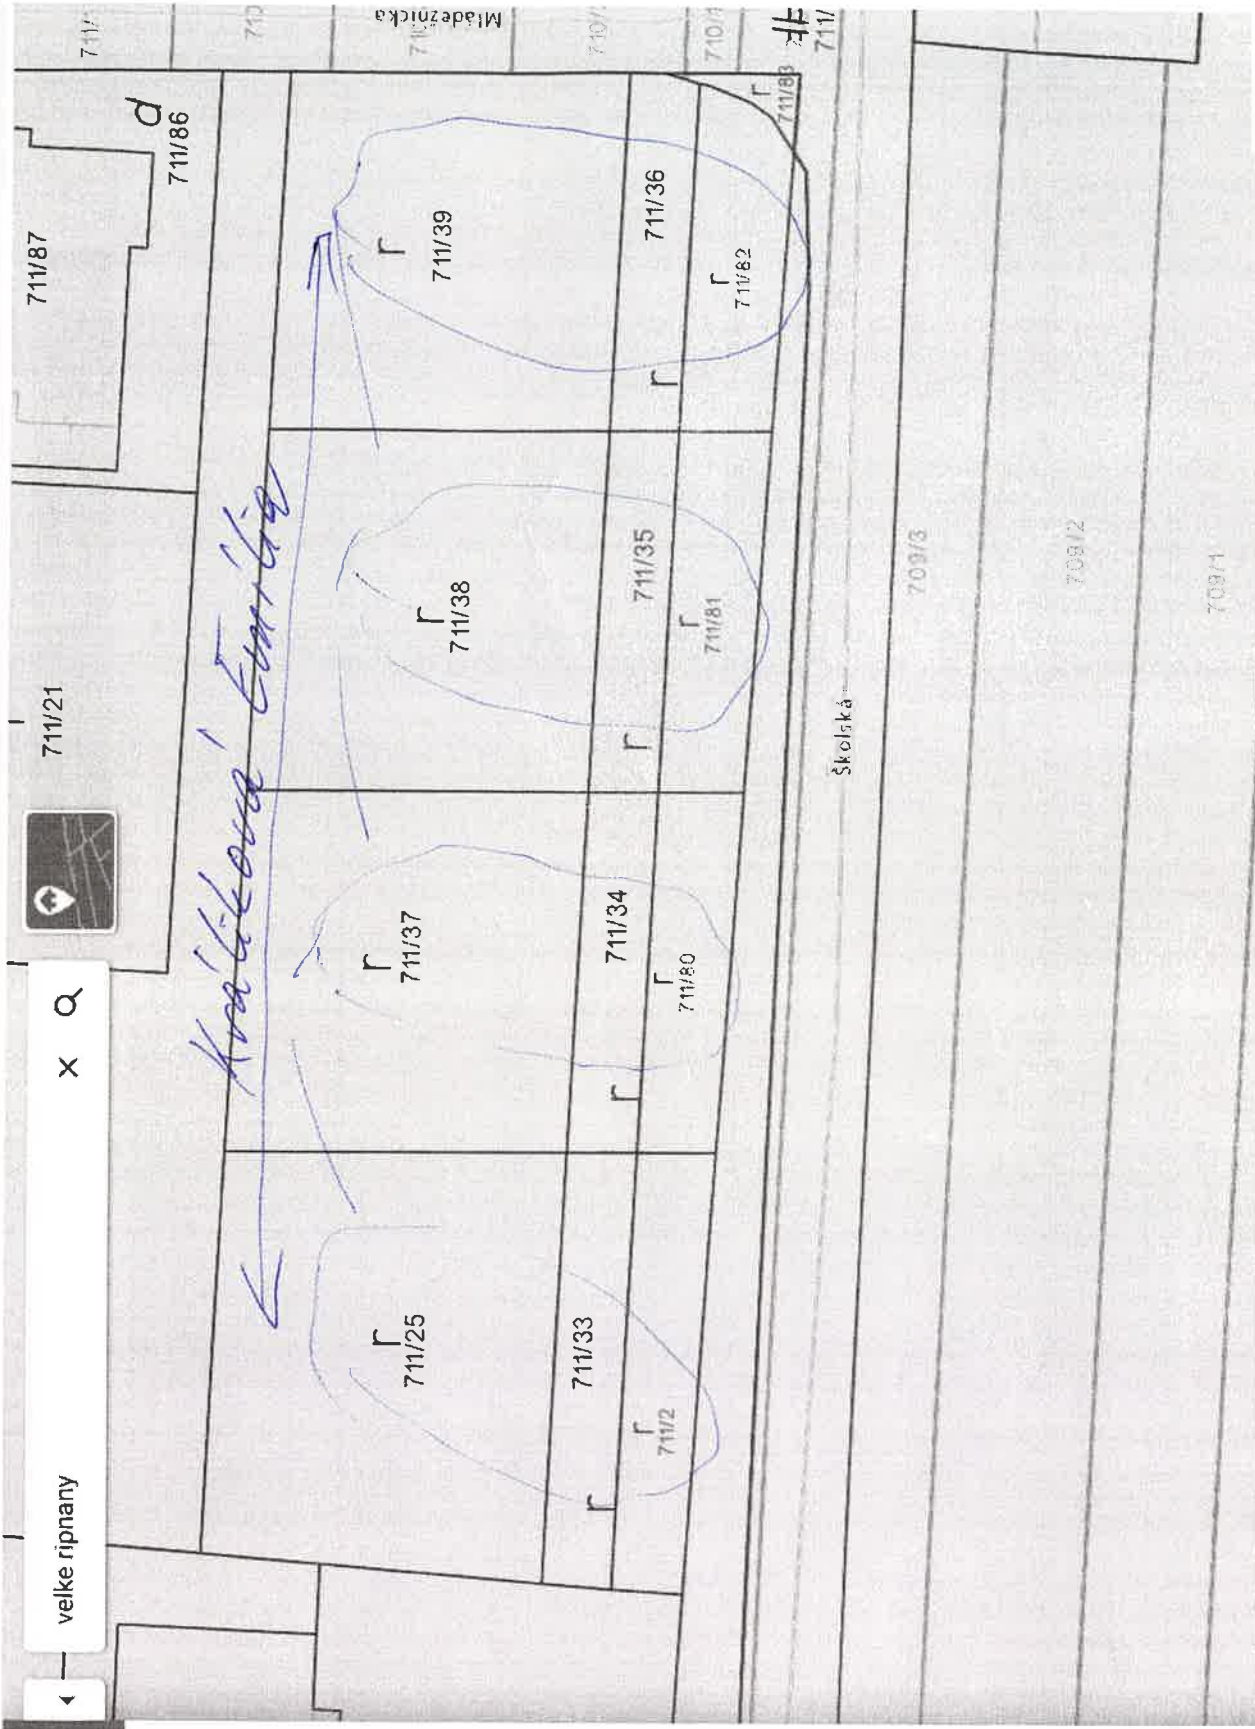 velke ripnany
711/21
711/87
711/86
d
Králiková Emília
r
711/25
r
711/37
r
711/38
r
711/39
711/33
711/34
711/35
711/36
r
r
r
r
r
711/2
r
711/80
r
711/81
r
711/82
r
711/83
Školská
Mládežnícka
709/3
709/2
709/1